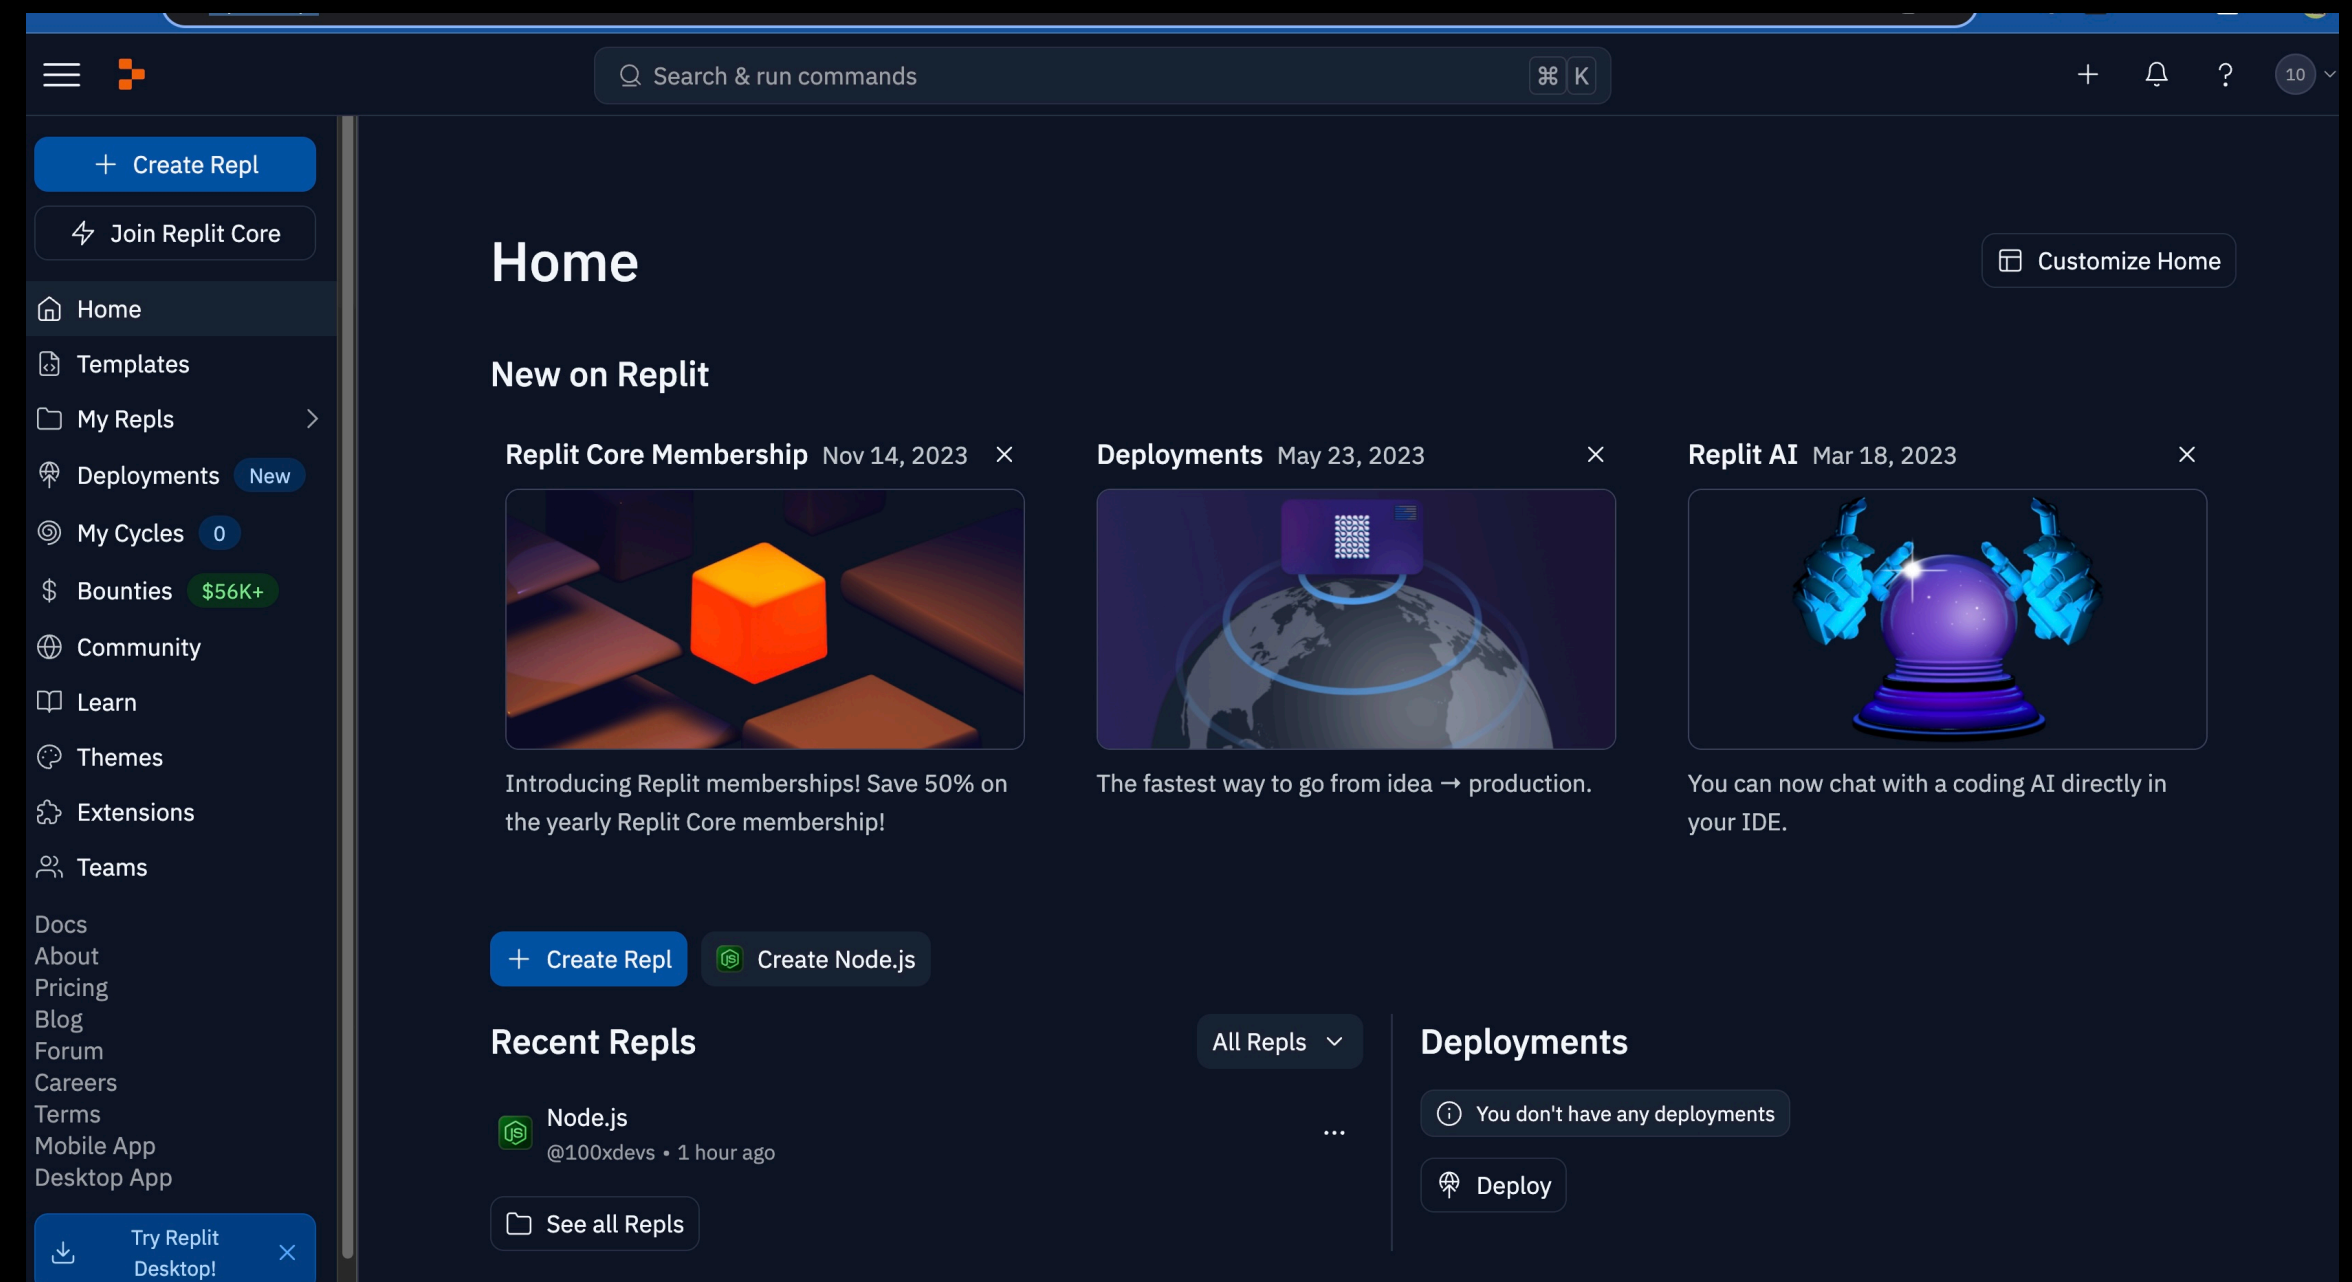 Search & run commands
⌘ K
10
+ Create Repl
Join Replit Core
Home
Templates
My Repls
Deployments New
My Cycles 0
Bounties $56K+
Community
Learn
Themes
Extensions
Teams
Docs
About
Pricing
Blog
Forum
Careers
Terms
Mobile App
Desktop App
Try Replit
Desktop!
Home
Customize Home
New on Replit
Replit Core Membership Nov 14, 2023
Introducing Replit memberships! Save 50% on
the yearly Replit Core membership!
Deployments May 23, 2023
The fastest way to go from idea → production.
Replit AI Mar 18, 2023
You can now chat with a coding AI directly in
your IDE.
+ Create Repl
Create Node.js
Recent Repls
All Repls
Node.js
@100xdevs • 1 hour ago
...
See all Repls
Deployments
You don't have any deployments
Deploy